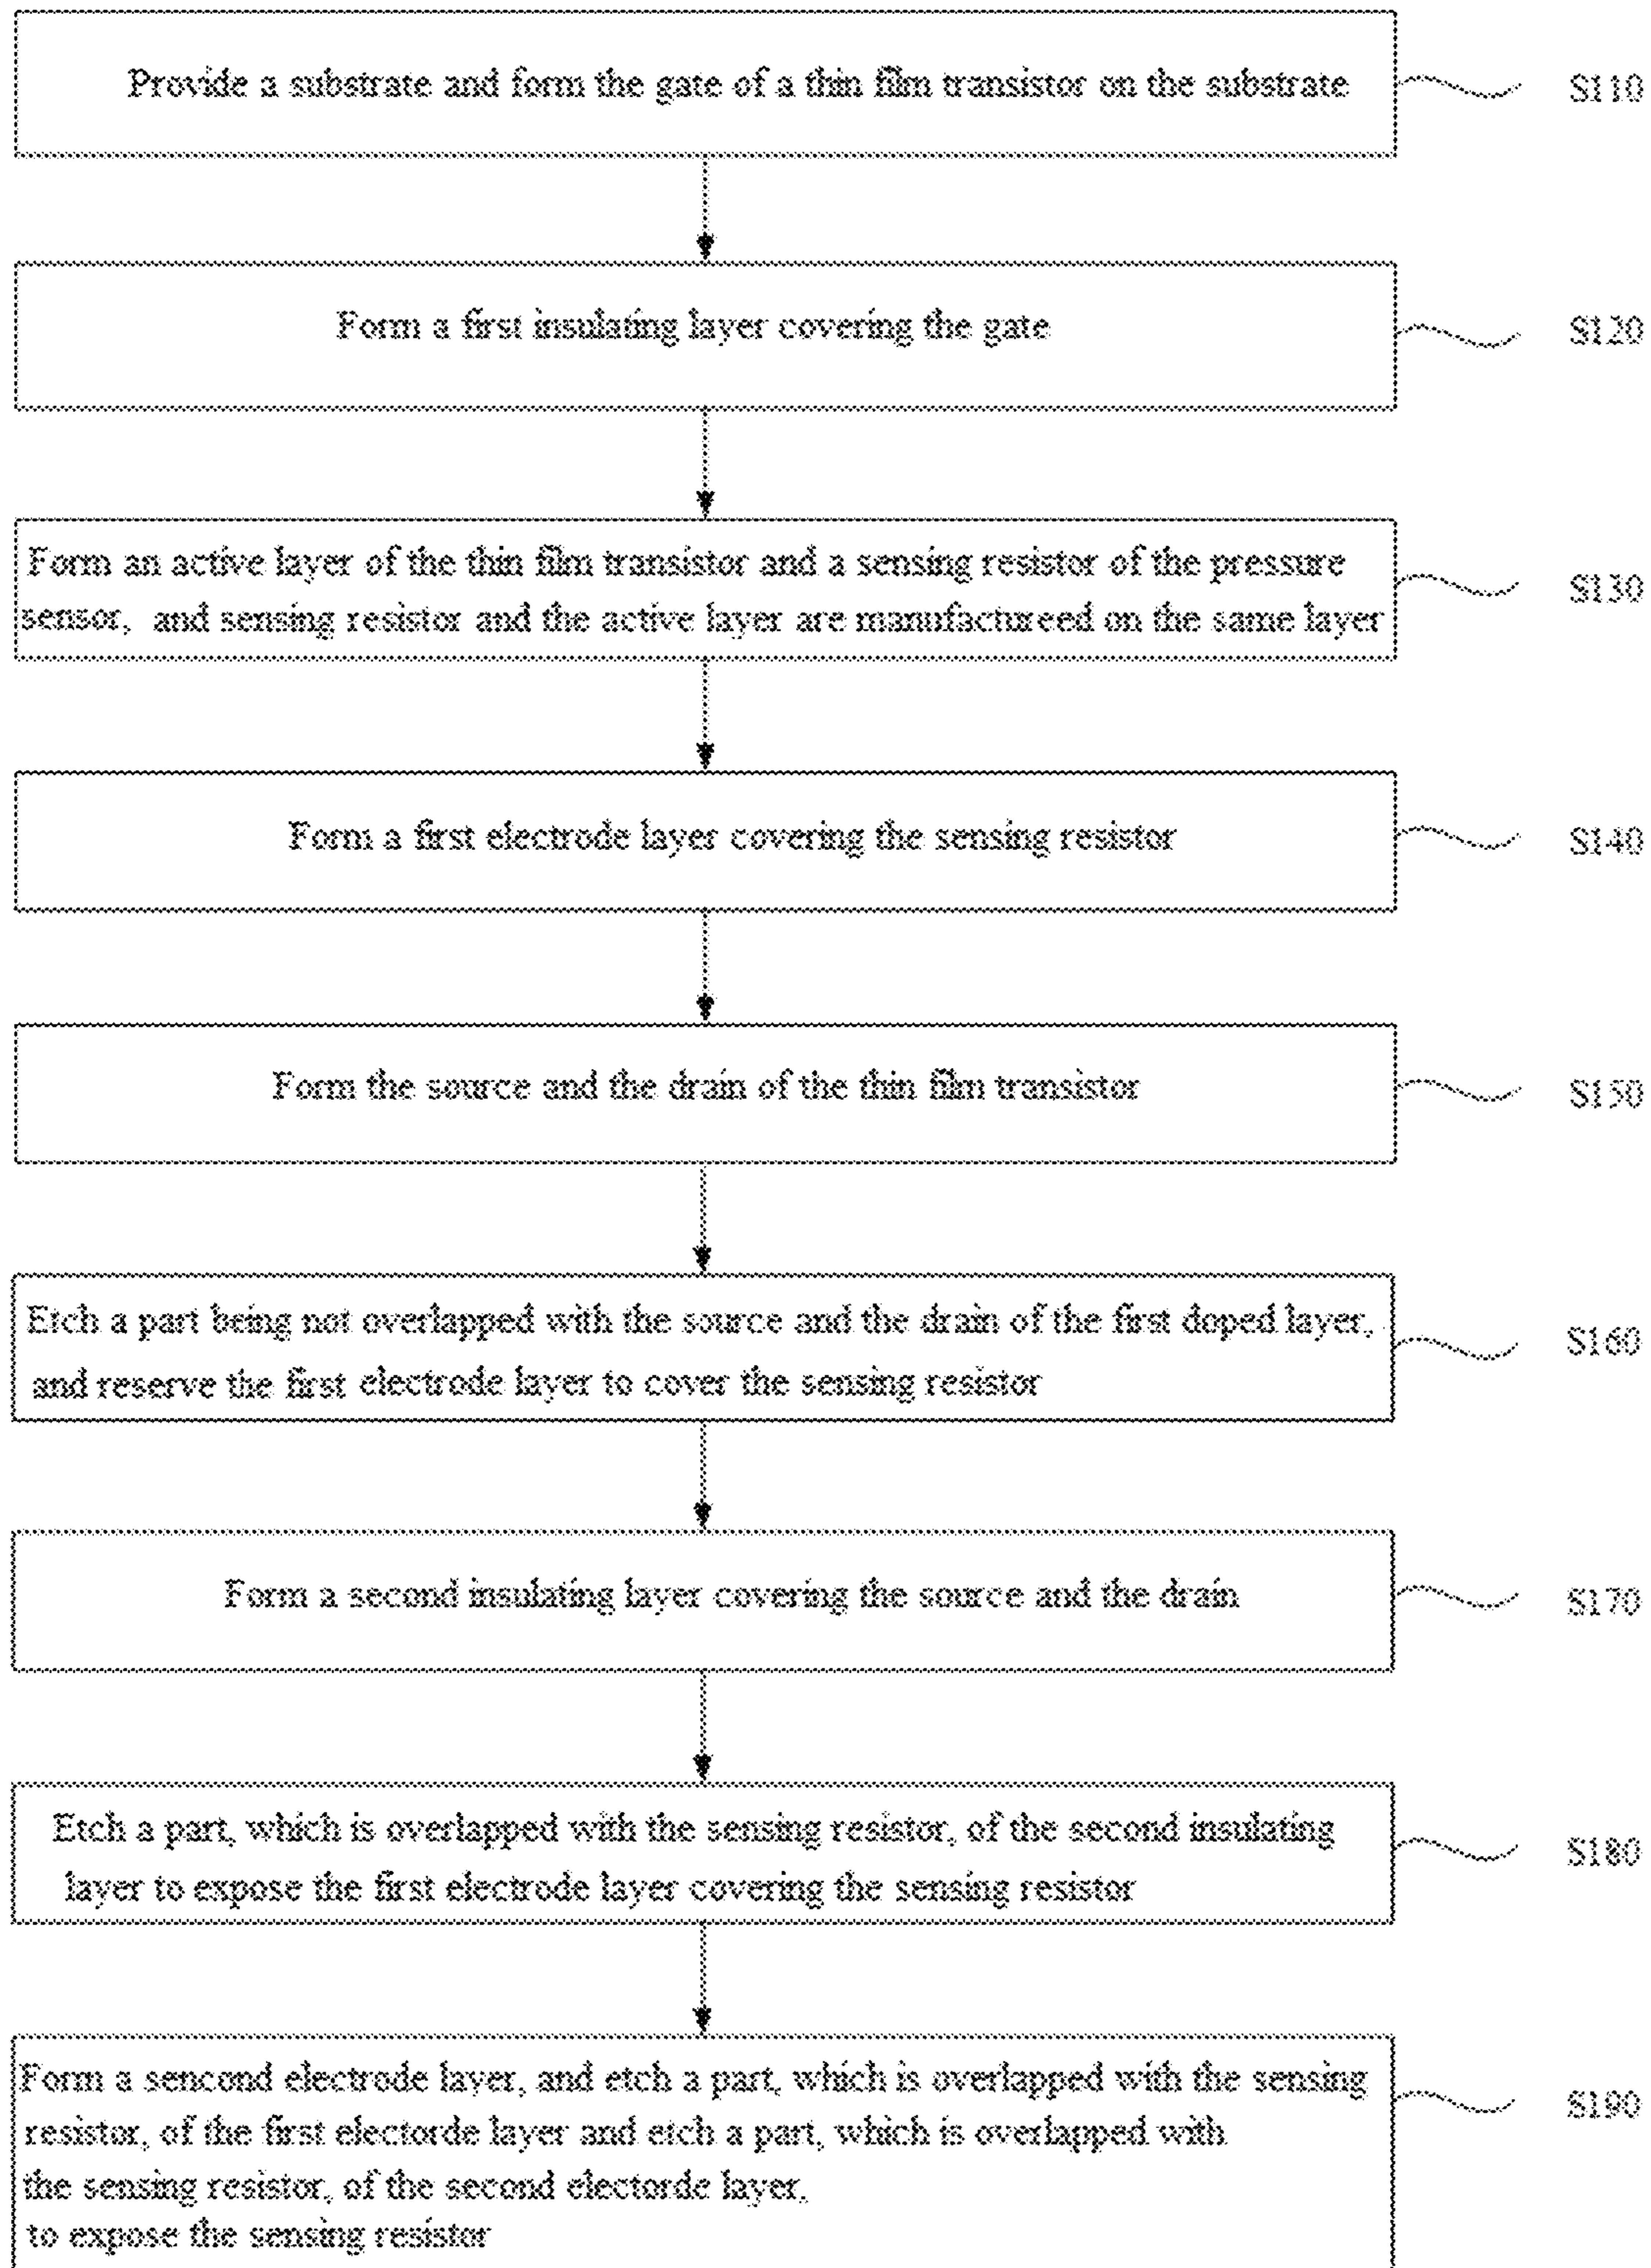 Provide a substrate and form the gate of a thin film transistor on the substrate
S110
Form a first insulating layer covering the gate
S120
Form an active layer of the thin film transistor and a sensing resistor of the pressure
sensor, and sensing resistor and the active layer are manufactureed on the same layer
S130
Form a first electrode layer covering the sensing resistor
S140
Form the source and the drain of the thin film transistor
S150
Etch a part being not overlapped with the source and the drain of the first doped layer,
and reserve the first electrode layer to cover the sensing resistor
S160
Form a second insulating layer covering the source and the drain
S170
Etch a part, which is overlapped with the sensing resistor, of the second insulating
layer to expose the first electrode layer covering the sensing resistor
S180
Form a sencond electrode layer, and etch a part, which is overlapped with the sensing
resistor, of the first electorde layer and etch a part, which is overlapped with
the sensing resistor, of the second electorde layer,
to expose the sensing resistor
S190